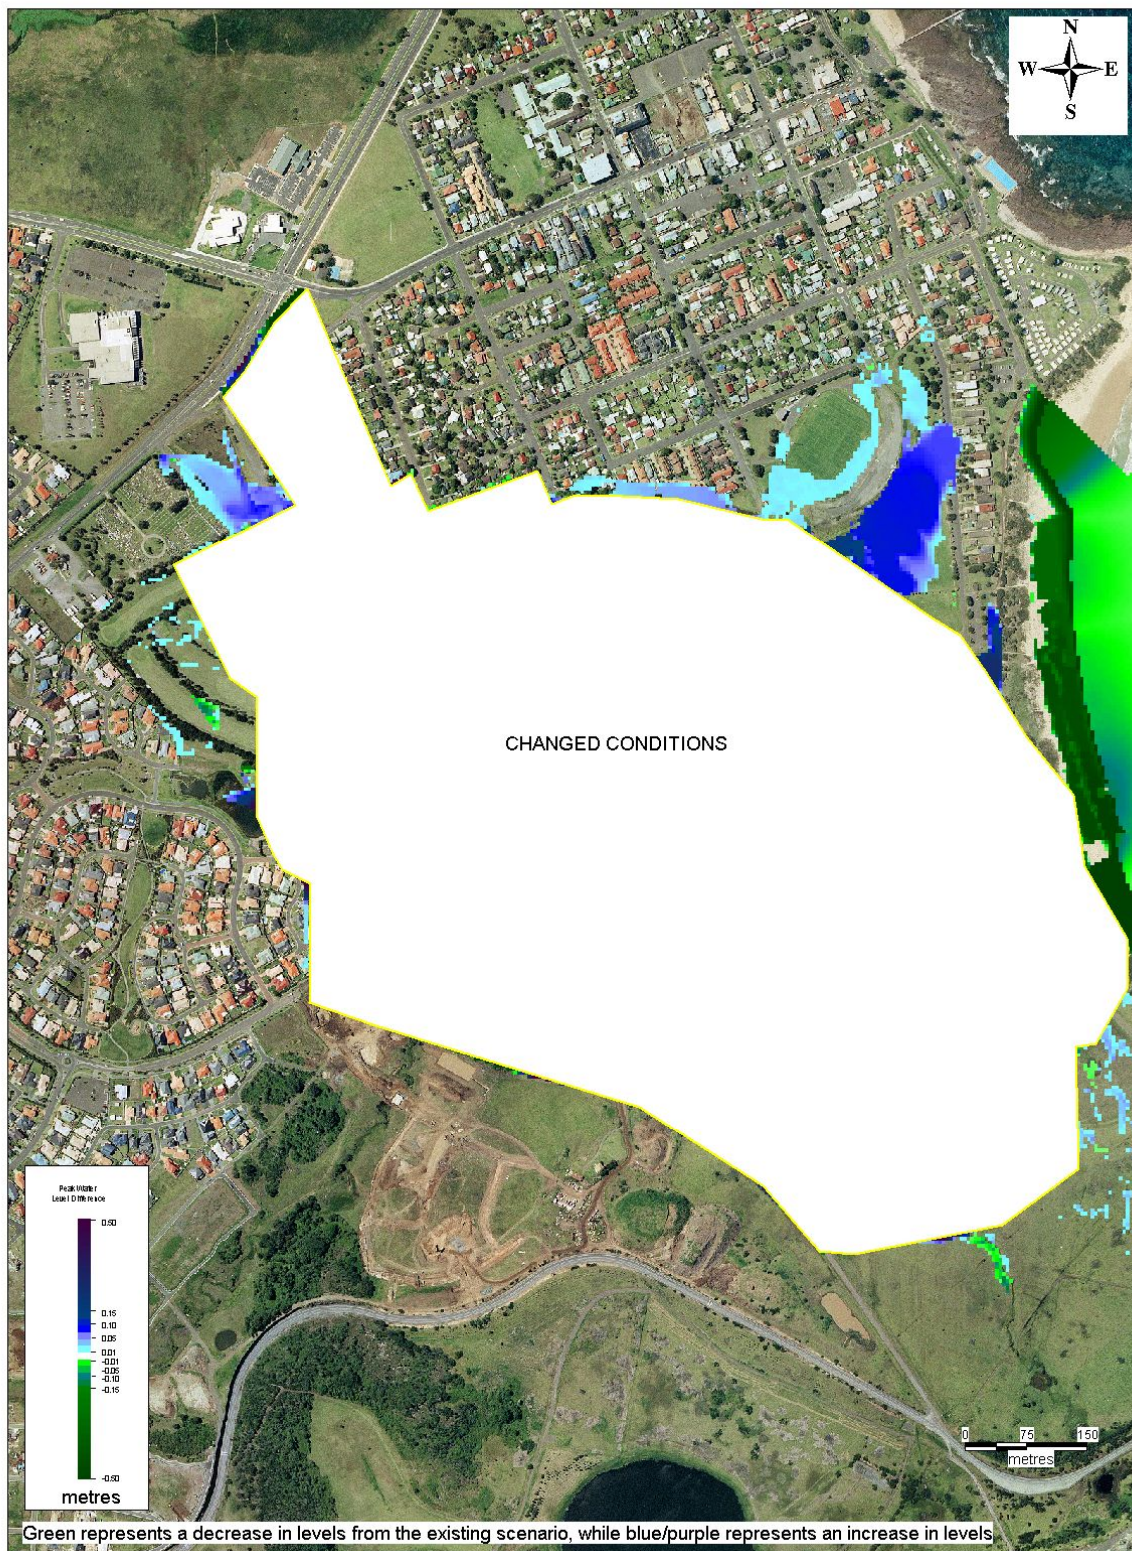 N
W E
S
CHANGED CONDITIONS
Peak Water
Level Difference
0.50
0.15
0.10
0.05
0.01
-0.01
-0.05
-0.10
-0.15
-0.50
metres
0 75 150
metres
Green represents a decrease in levels from the existing scenario, while blue/purple represents an increase in levels